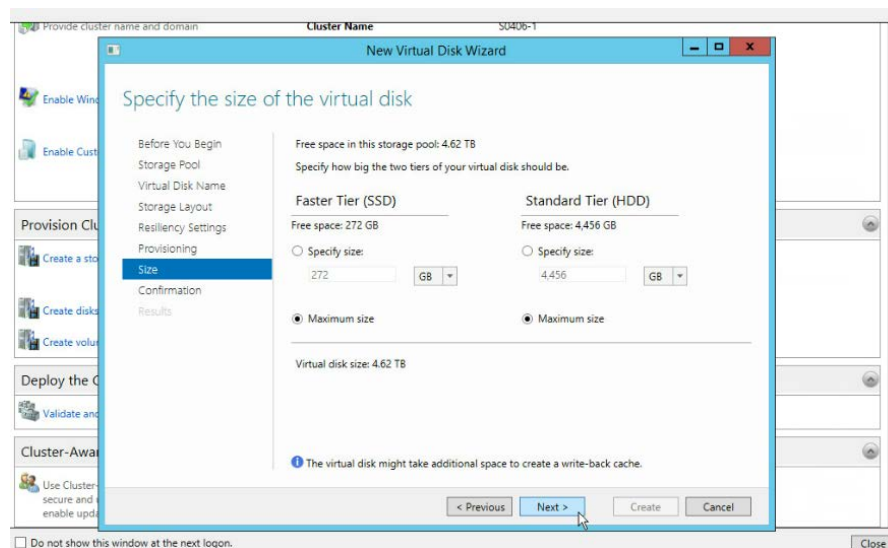 Provide cluster name and domain
Cluster Name
S0406-1
New Virtual Disk Wizard
Enable Wind
Enable Cust
Provision Clu
Create a sto
Create disks
Create volu
Deploy the C
Validate and
Cluster-Awar
Use Cluster-
secure and
enable upda
Specify the size of the virtual disk
Before You Begin
Storage Pool
Virtual Disk Name
Storage Layout
Resiliency Settings
Provisioning
Size
Confirmation
Results
Free space in this storage pool: 4.62 TB
Specify how big the two tiers of your virtual disk should be.
Faster Tier (SSD)
Standard Tier (HDD)
Free space: 272 GB
Free space: 4,456 GB
Specify size:
Specify size:
272
GB
4,456
GB
Maximum size
Maximum size
Virtual disk size: 4.62 TB
The virtual disk might take additional space to create a write-back cache.
< Previous
Next >
Create
Cancel
Do not show this window at the next logon.
Close